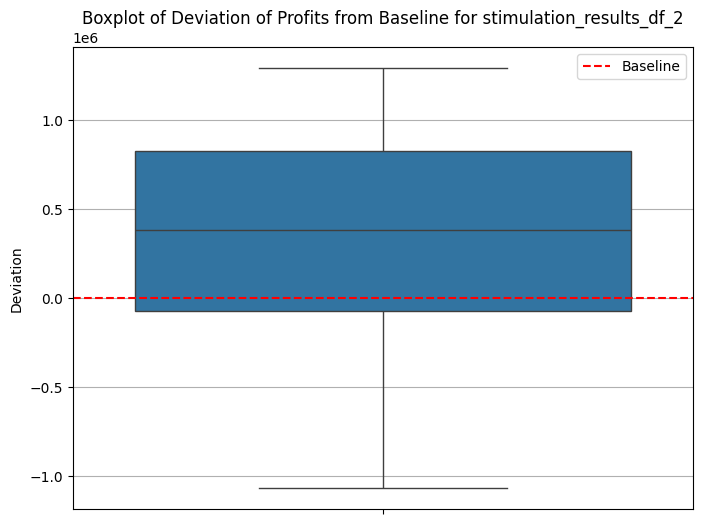 Boxplot of Deviation of Profits from Baseline for stimulation_results_df_2
1e6
Baseline
1.0
0.5
0.0
−0.5
−1.0
Deviation